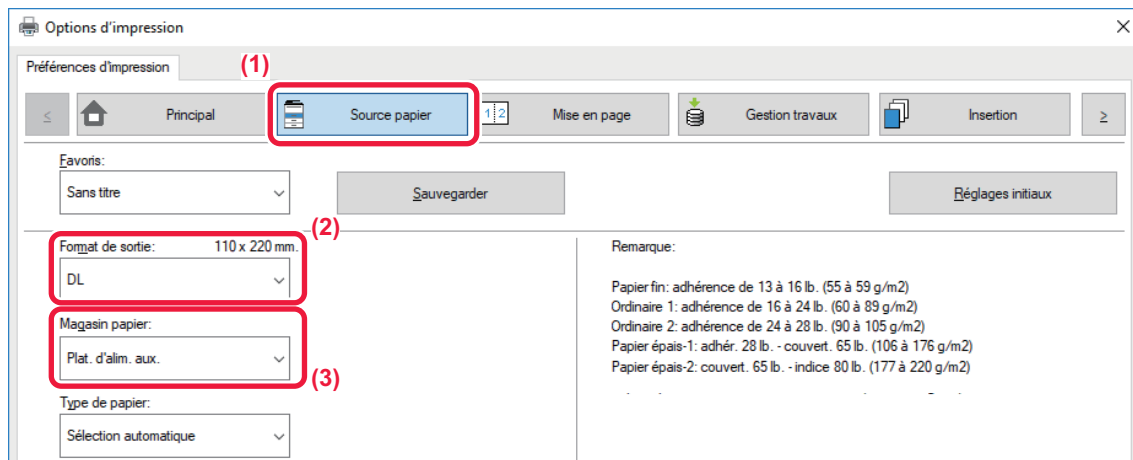 Options d'impression
Préférences d'impression
(1)
<
Principal
Source papier
1 2
Mise en page
Gestion travaux
Insertion
>
Favoris:
Sans titre
Sauvegarder
Réglages initiaux
(2)
Format de sortie: 110 x 220 mm.
DL
Magasin papier:
Plat. d'alim. aux.
(3)
Type de papier:
Sélection automatique
Remarque:
Papier fin: adhérence de 13 à 16 lb. (55 à 59 g/m2)
Ordinaire 1: adhérence de 16 à 24 lb. (60 à 89 g/m2)
Ordinaire 2: adhérence de 24 à 28 lb. (90 à 105 g/m2)
Papier épais-1: adhér. 28 lb. - couvert. 65 lb. (106 à 176 g/m2)
Papier épais-2: couvert. 65 lb. - indice 80 lb. (177 à 220 g/m2)